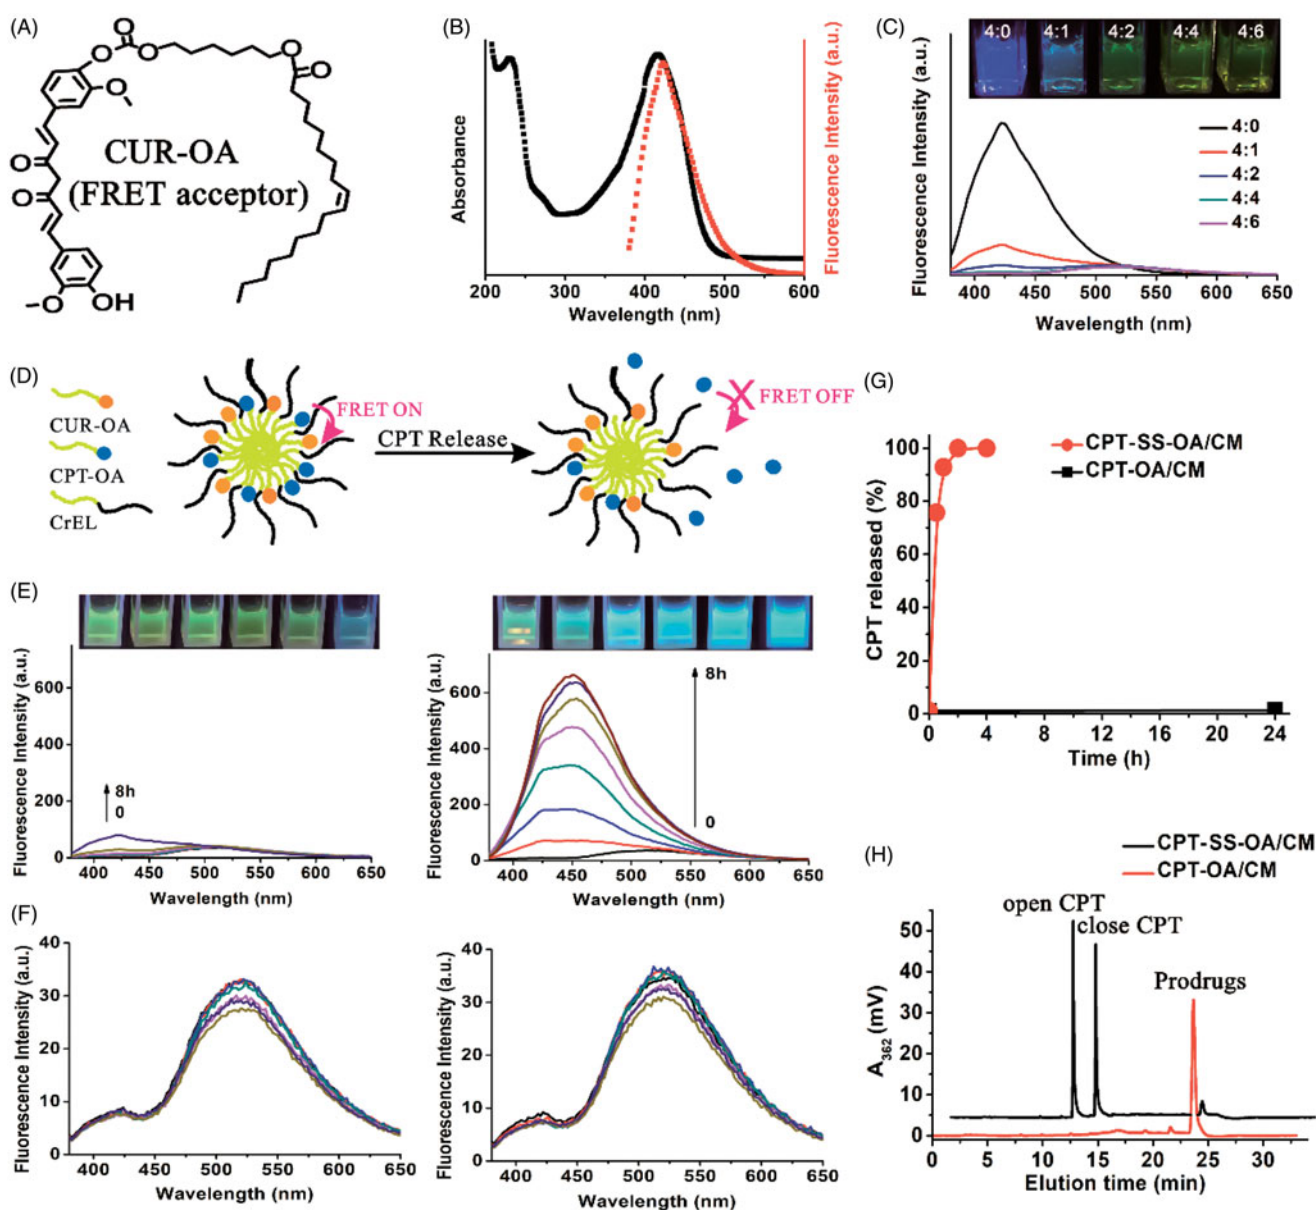 (A)
O
O
O
O
O
O
O
O
O
OH
CUR-OA
(FRET acceptor)
(B)
Absorbance
Fluorescence Intensity (a.u.)
200 300 400 500 600
Wavelength (nm)
(C)
4:0 4:1 4:2 4:4 4:6
4:0
4:1
4:2
4:4
4:6
Fluorescence Intensity (a.u.)
400 450 500 550 600 650
Wavelength (nm)
(D)
CUR-OA
CPT-OA
CrEL
FRET ON
CPT Release
X
FRET OFF
(E)
Fluorescence Intensity (a.u.)
600
400
200
0
8h
0
400 450 500 550 600 650
Wavelength (nm)
Fluorescence Intensity (a.u.)
600
400
200
0
8h
0
400 450 500 550 600 650
Wavelength (nm)
(F)
Fluorescence Intensity (a.u.)
40
30
20
10
0
400 450 500 550 600 650
Wavelength (nm)
Fluorescence Intensity (a.u.)
40
30
20
10
0
400 450 500 550 600 650
Wavelength (nm)
(G)
CPT released (%)
100
80
60
40
20
0
CPT-SS-OA/CM
CPT-OA/CM
0 4 8 12 16 20 24
Time (h)
(H)
CPT-SS-OA/CM
CPT-OA/CM
open CPT
close CPT
Prodrugs
A362 (mV)
50
40
30
20
10
0
0 5 10 15 20 25 30
Elution time (min)